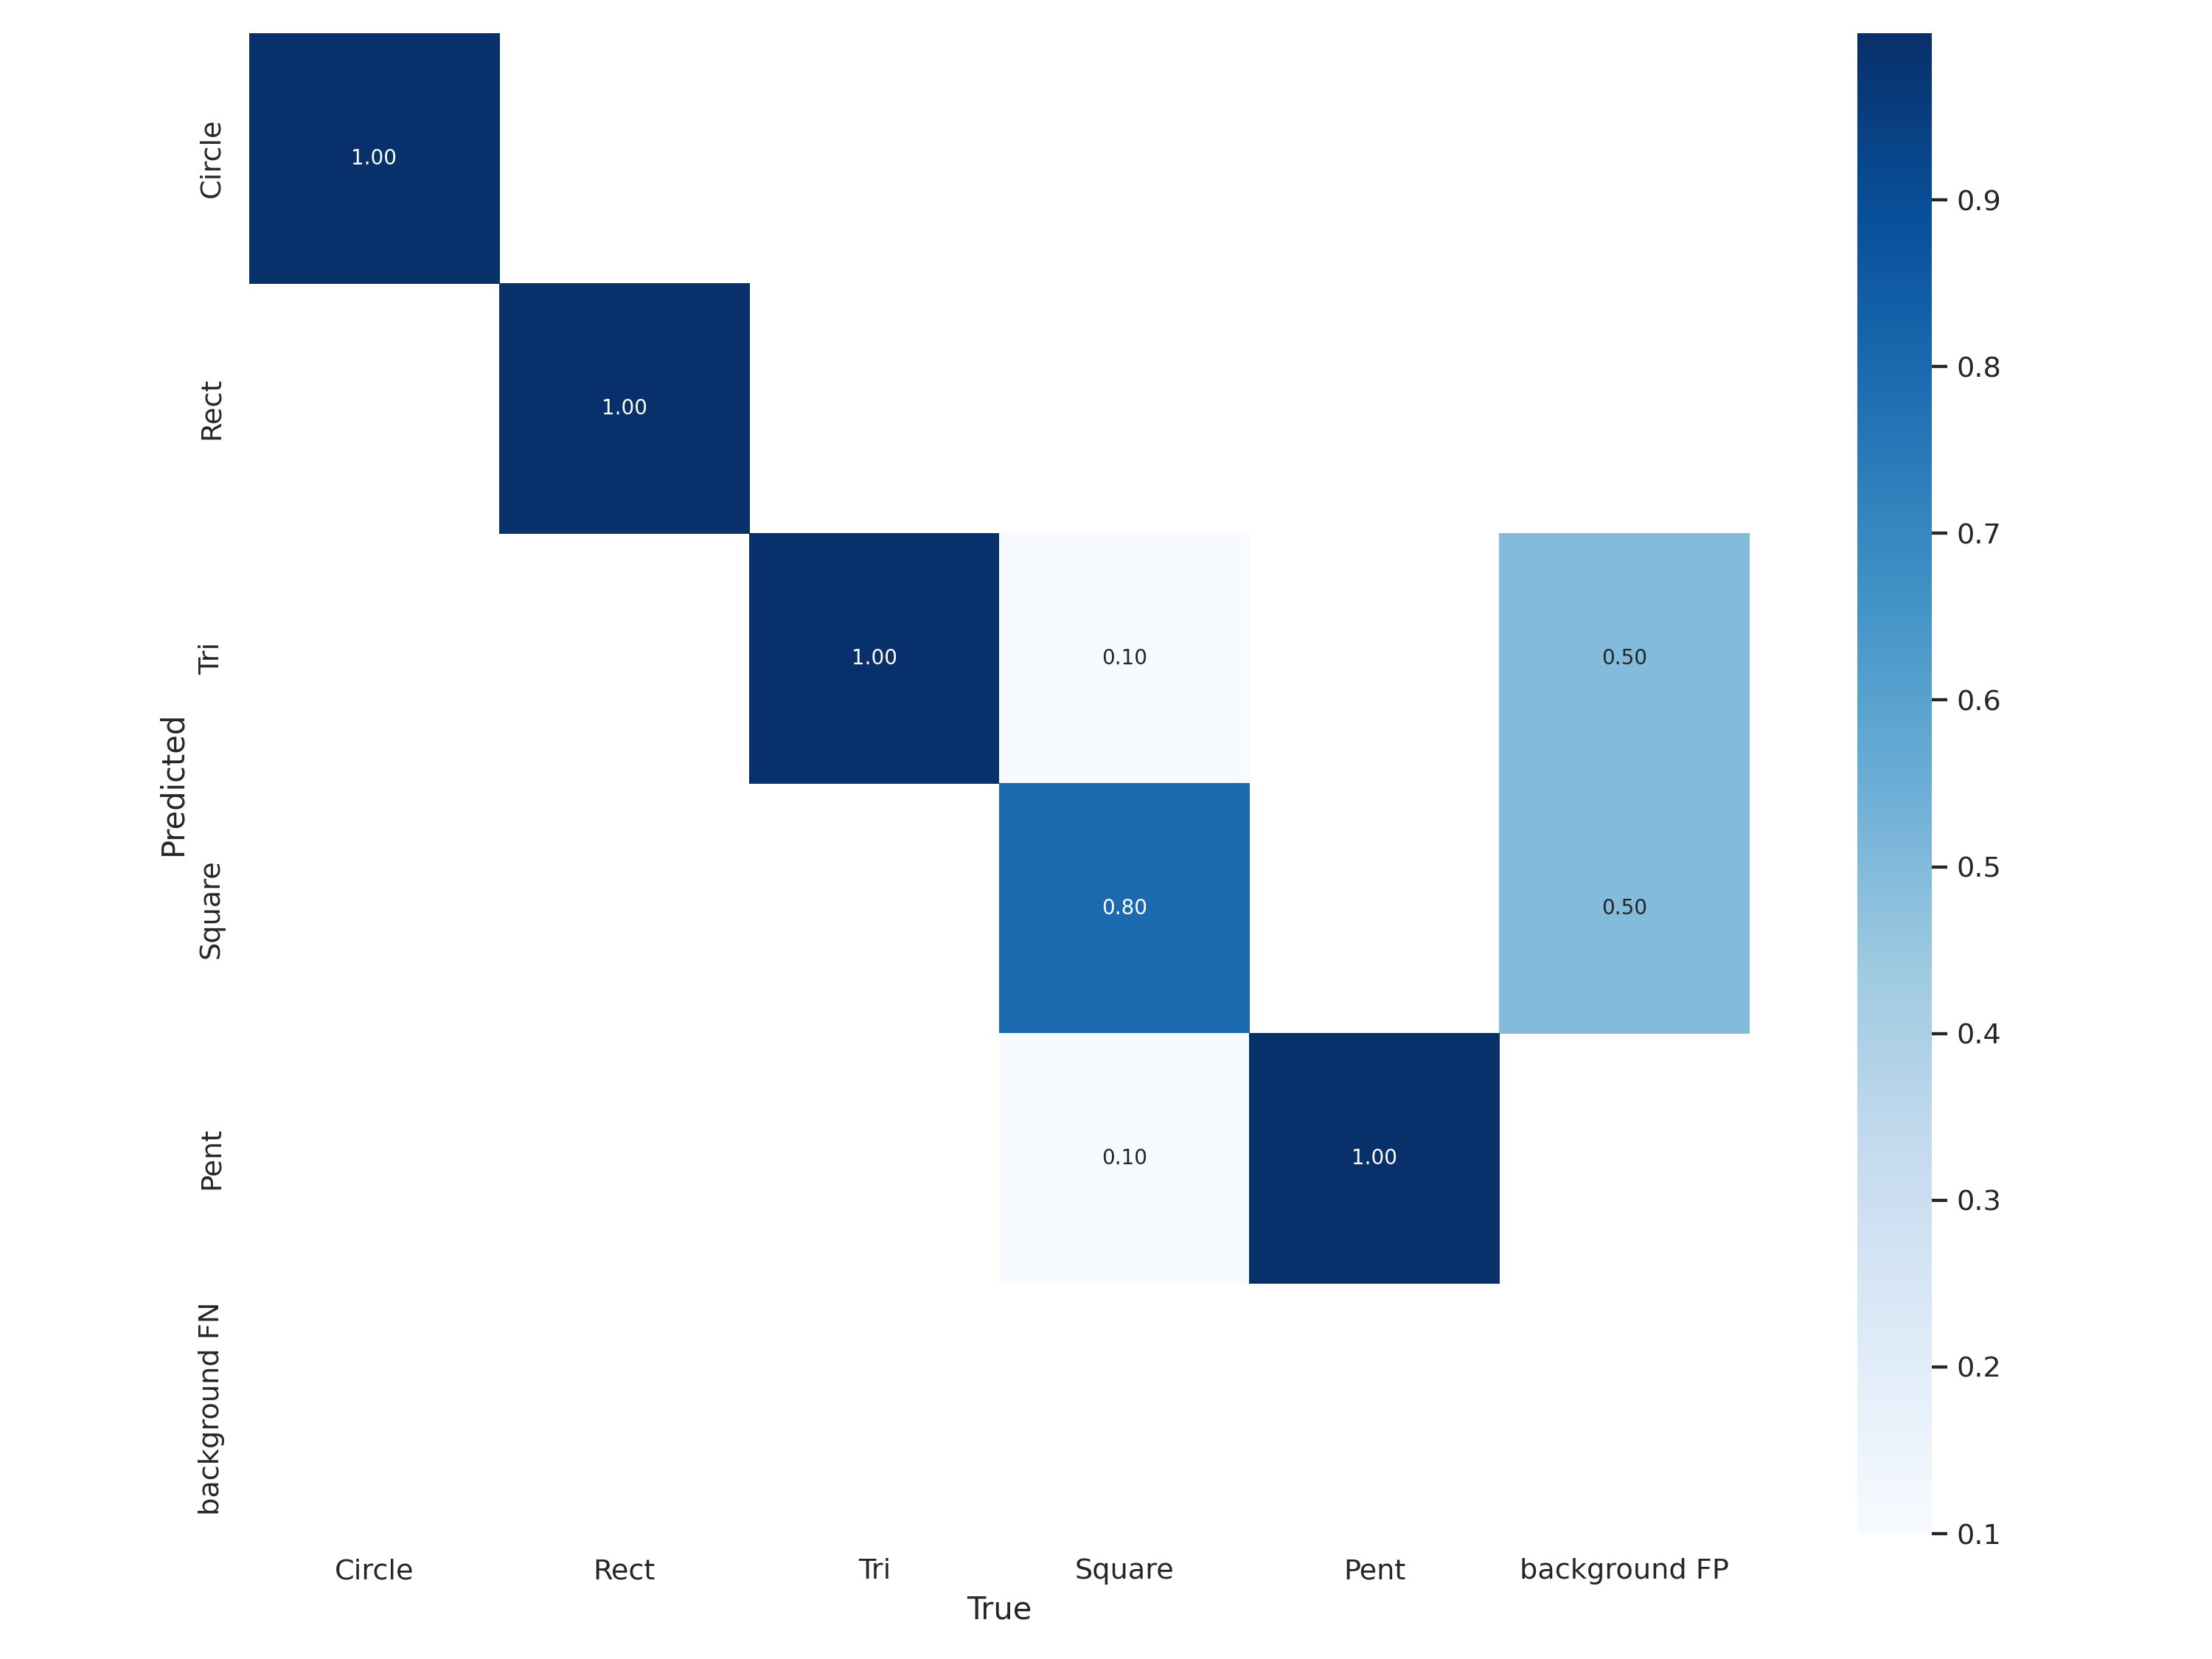 Circle
1.00
0.9
0.8
Rect
1.00
0.7
Tri
1.00 0.10 0.50
0.6
Predicted
0.5
Square
0.80 0.50
0.4
Pent
0.10 1.00
0.3
0.2
background FN
0.1
Circle Rect Tri Square Pent background FP
True